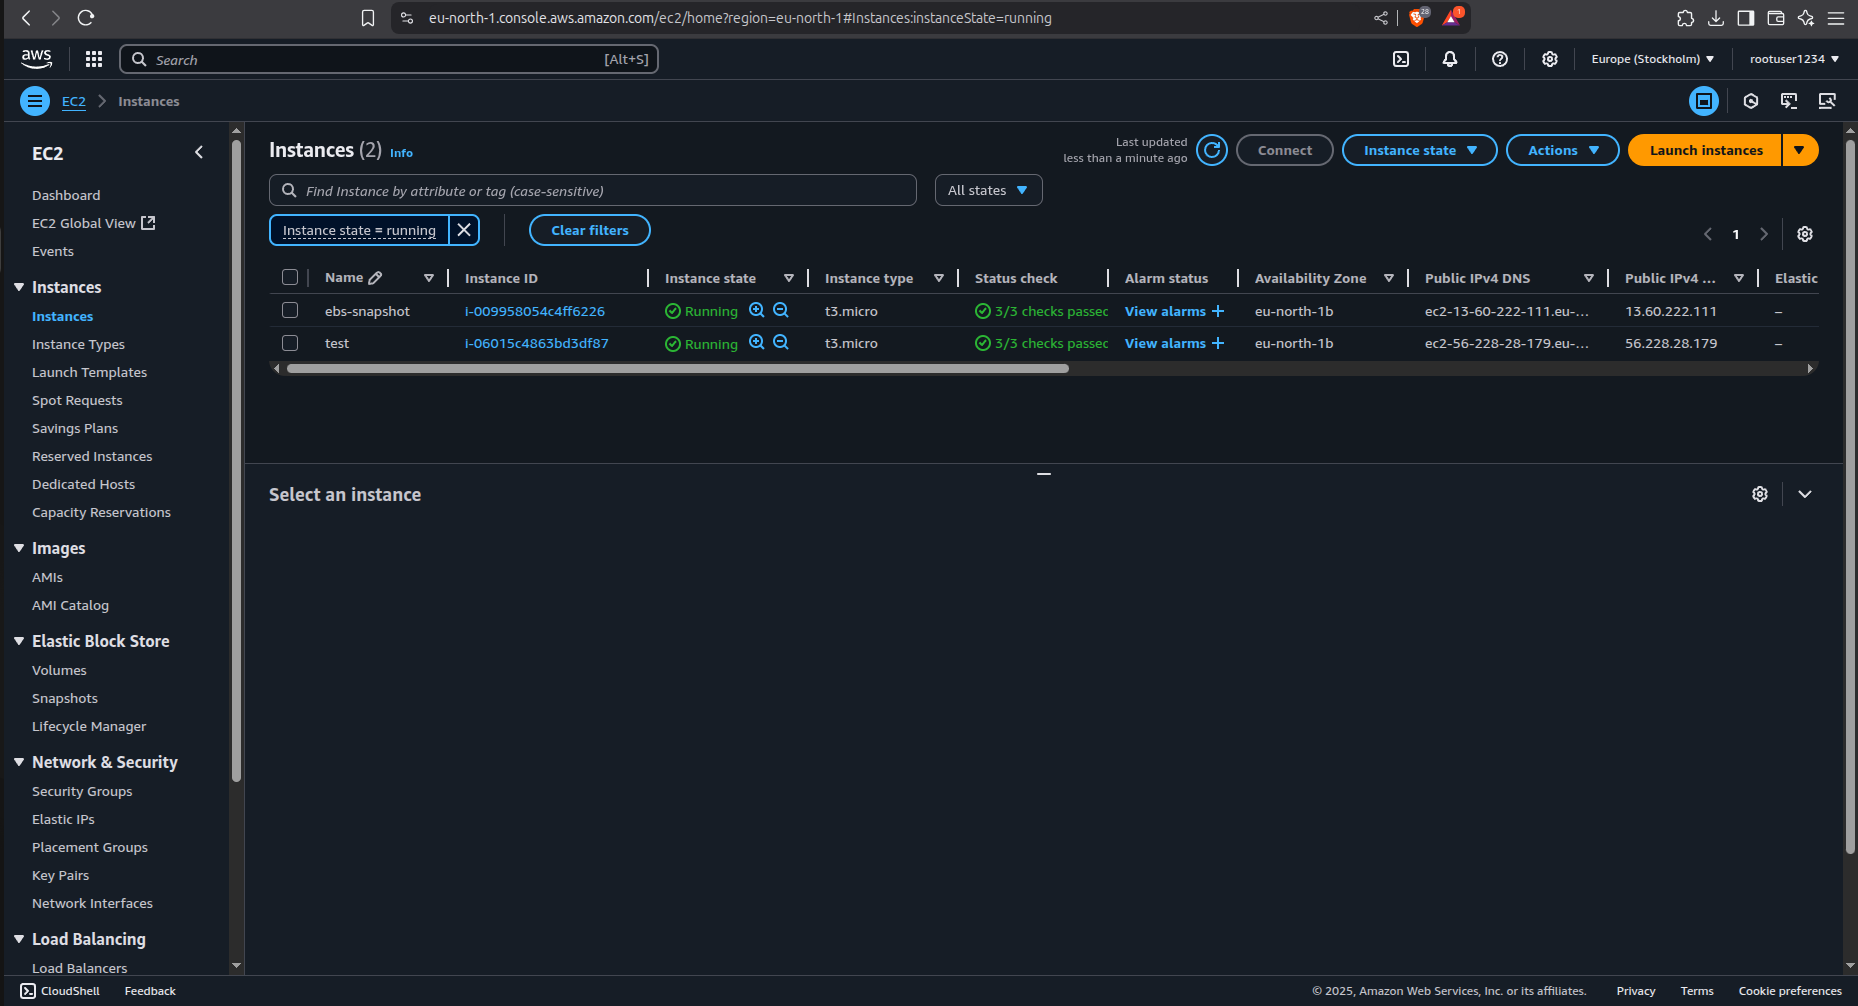 eu-north-1.console.aws.amazon.com/ec2/home?region=eu-north-1#Instances:instanceState=running
28
1
aws
Search
[Alt+S]
Europe (Stockholm)
rootuser1234
EC2
Instances
EC2
Dashboard
EC2 Global View
Events
Instances
Instances
Instance Types
Launch Templates
Spot Requests
Savings Plans
Reserved Instances
Dedicated Hosts
Capacity Reservations
Images
AMIs
AMI Catalog
Elastic Block Store
Volumes
Snapshots
Lifecycle Manager
Network & Security
Security Groups
Elastic IPs
Placement Groups
Key Pairs
Network Interfaces
Load Balancing
Load Balancers
Instances (2) Info
Last updated
less than a minute ago
Connect
Instance state
Actions
Launch instances
Find Instance by attribute or tag (case-sensitive)
All states
Instance state = running
Clear filters
1
Name Instance ID Instance state Instance type Status check Alarm status Availability Zone Public IPv4 DNS Public IPv4 ... Elastic
ebs-snapshot i-009958054c4ff6226 Running t3.micro 3/3 checks passec View alarms + eu-north-1b ec2-13-60-222-111.eu-... 13.60.222.111 –
test i-06015c4863bd3df87 Running t3.micro 3/3 checks passec View alarms + eu-north-1b ec2-56-228-28-179.eu-... 56.228.28.179 –
Select an instance
CloudShell
Feedback
© 2025, Amazon Web Services, Inc. or its affiliates.
Privacy
Terms
Cookie preferences